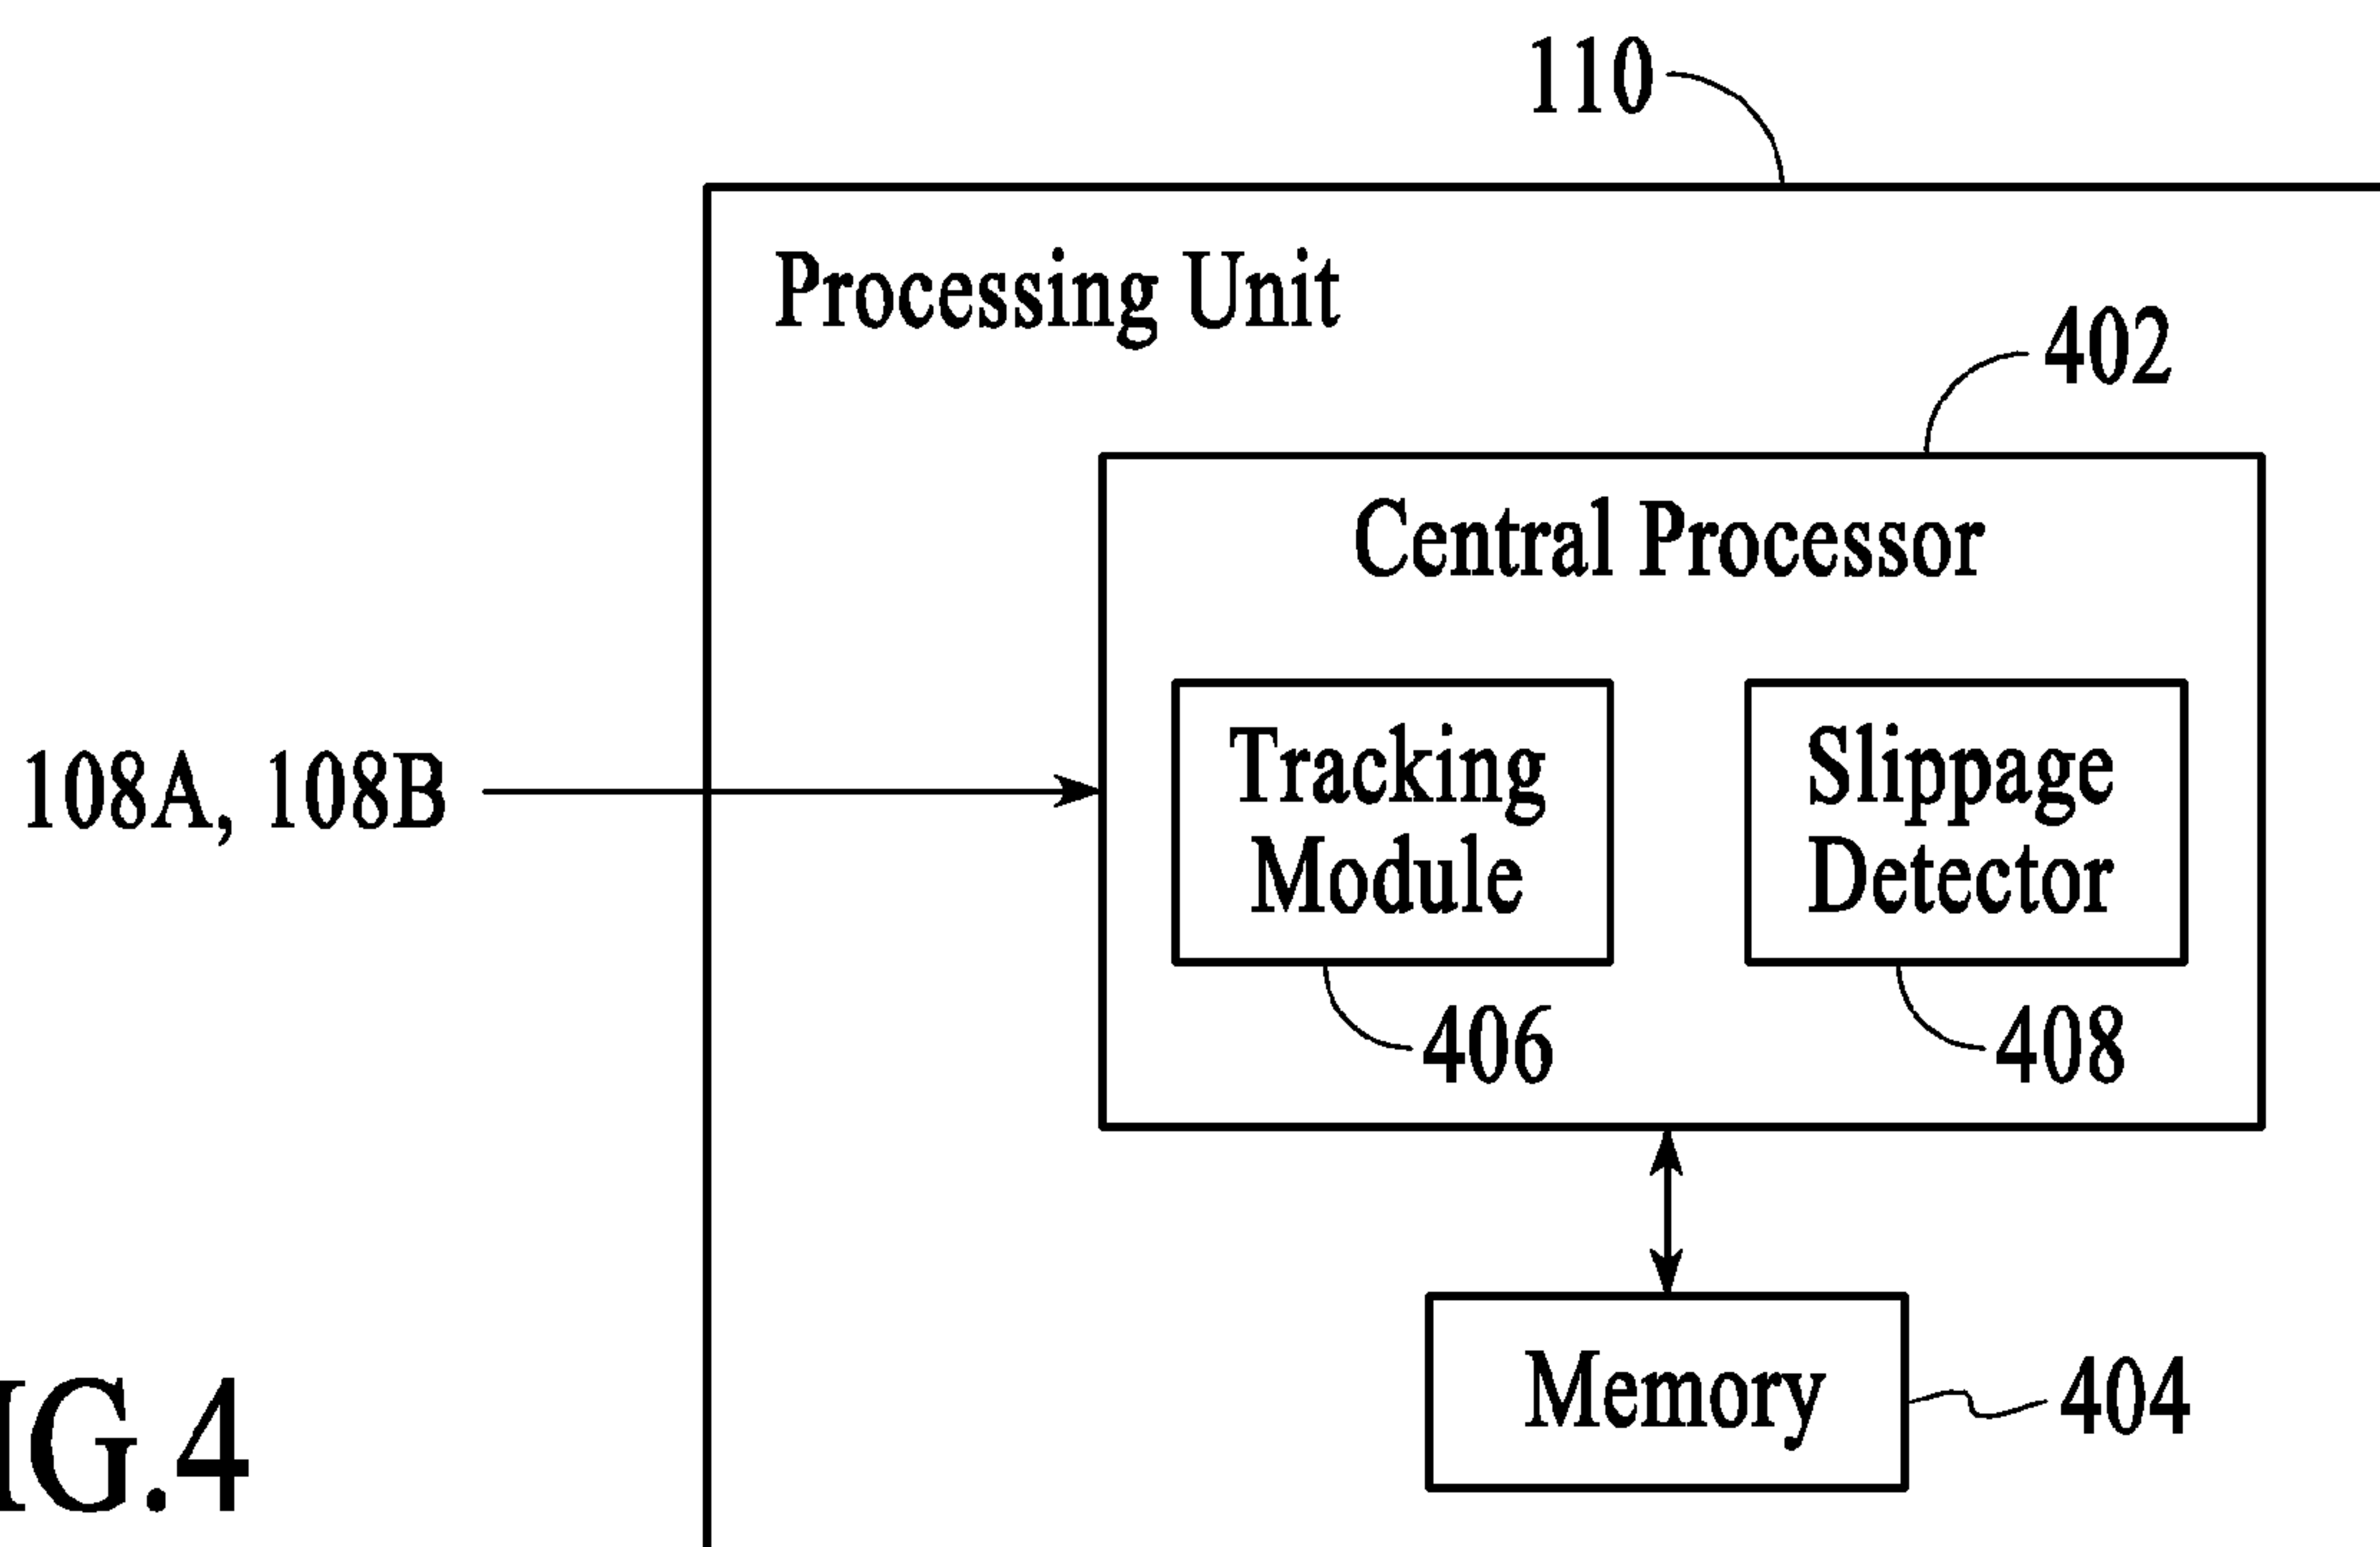 110
Processing Unit
402
Central Processor
108A, 108B
Tracking
Module
Slippage
Detector
406
408
Memory
404
IG.4